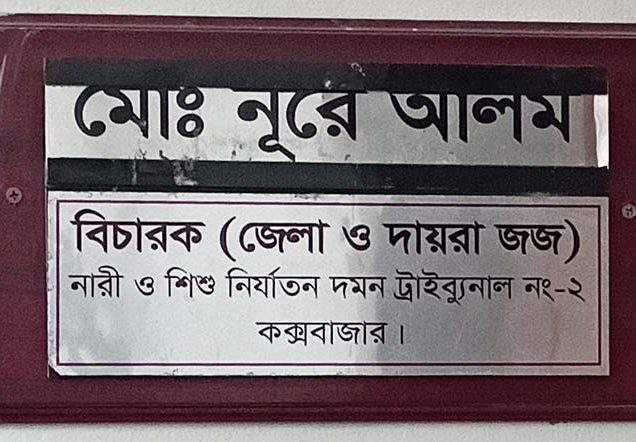 মোঃ নূরে আলম
বিচারক (জেলা ও দায়রা জজ)
নারী ও শিশু নির্যাতন দমন ট্রাইব্যুনাল নং-২
কক্সবাজার।